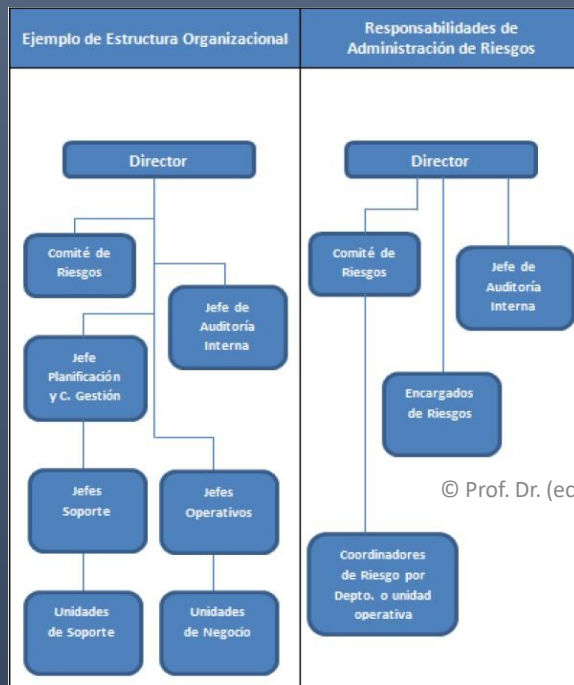 Ejemplo de Estructura Organizacional
Responsabilidades de
Administración de Riesgos
Director
Comité de
Riesgos
Jefe de
Auditoría
Interna
Jefe
Planificación
y C. Gestión
Jefes
Soporte
Jefes
Operativos
Unidades
de Soporte
Unidades
de Negocio
Director
Comité de
Riesgos
Jefe de
Auditoría
Interna
Encargados
de Riesgos
Coordinadores
de Riesgo por
Depto. o unidad
operativa
© Prof. Dr. (ec